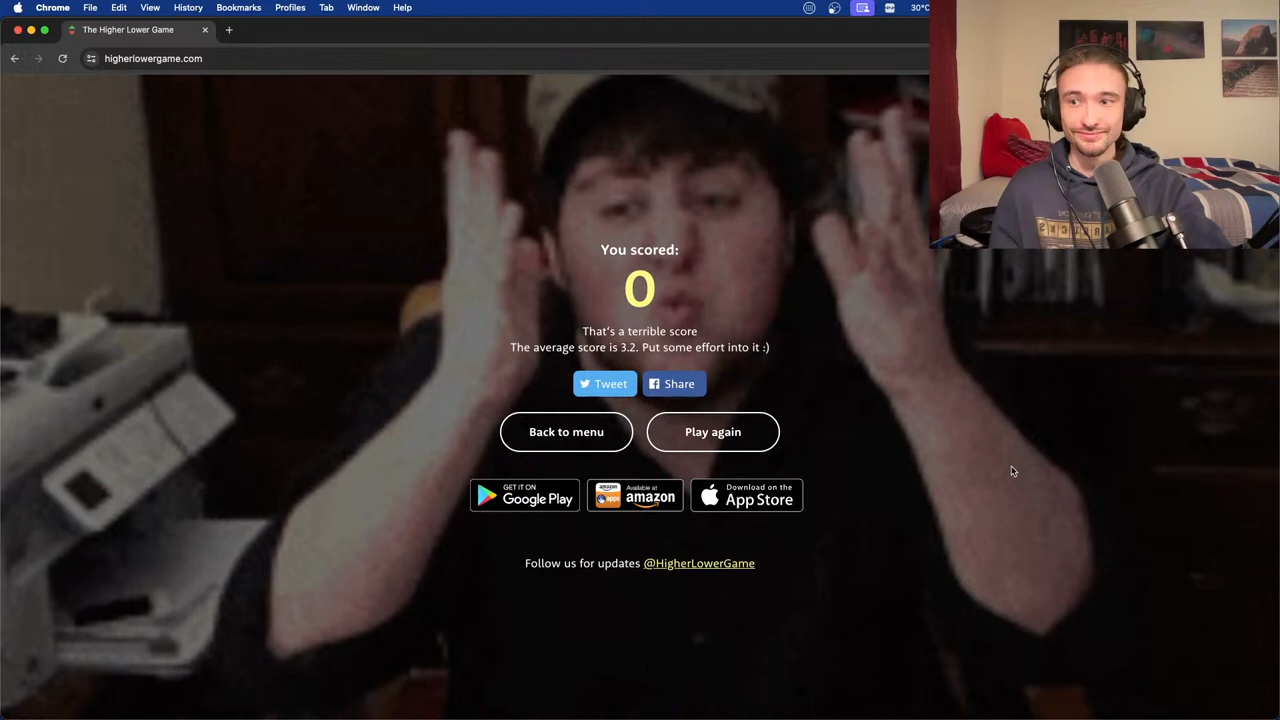 Chrome File Edit View History Bookmarks Profiles Tab Window Help 30°C
The Higher Lower Game
higherlowergame.com
You scored:
0
That's a terrible score
The average score is 3.2. Put some effort into it :)
Tweet Share
Back to menu Play again
GET IT ON
Google Play
Available at
amazon
apps
Download on the
App Store
Follow us for updates @HigherLowerGame